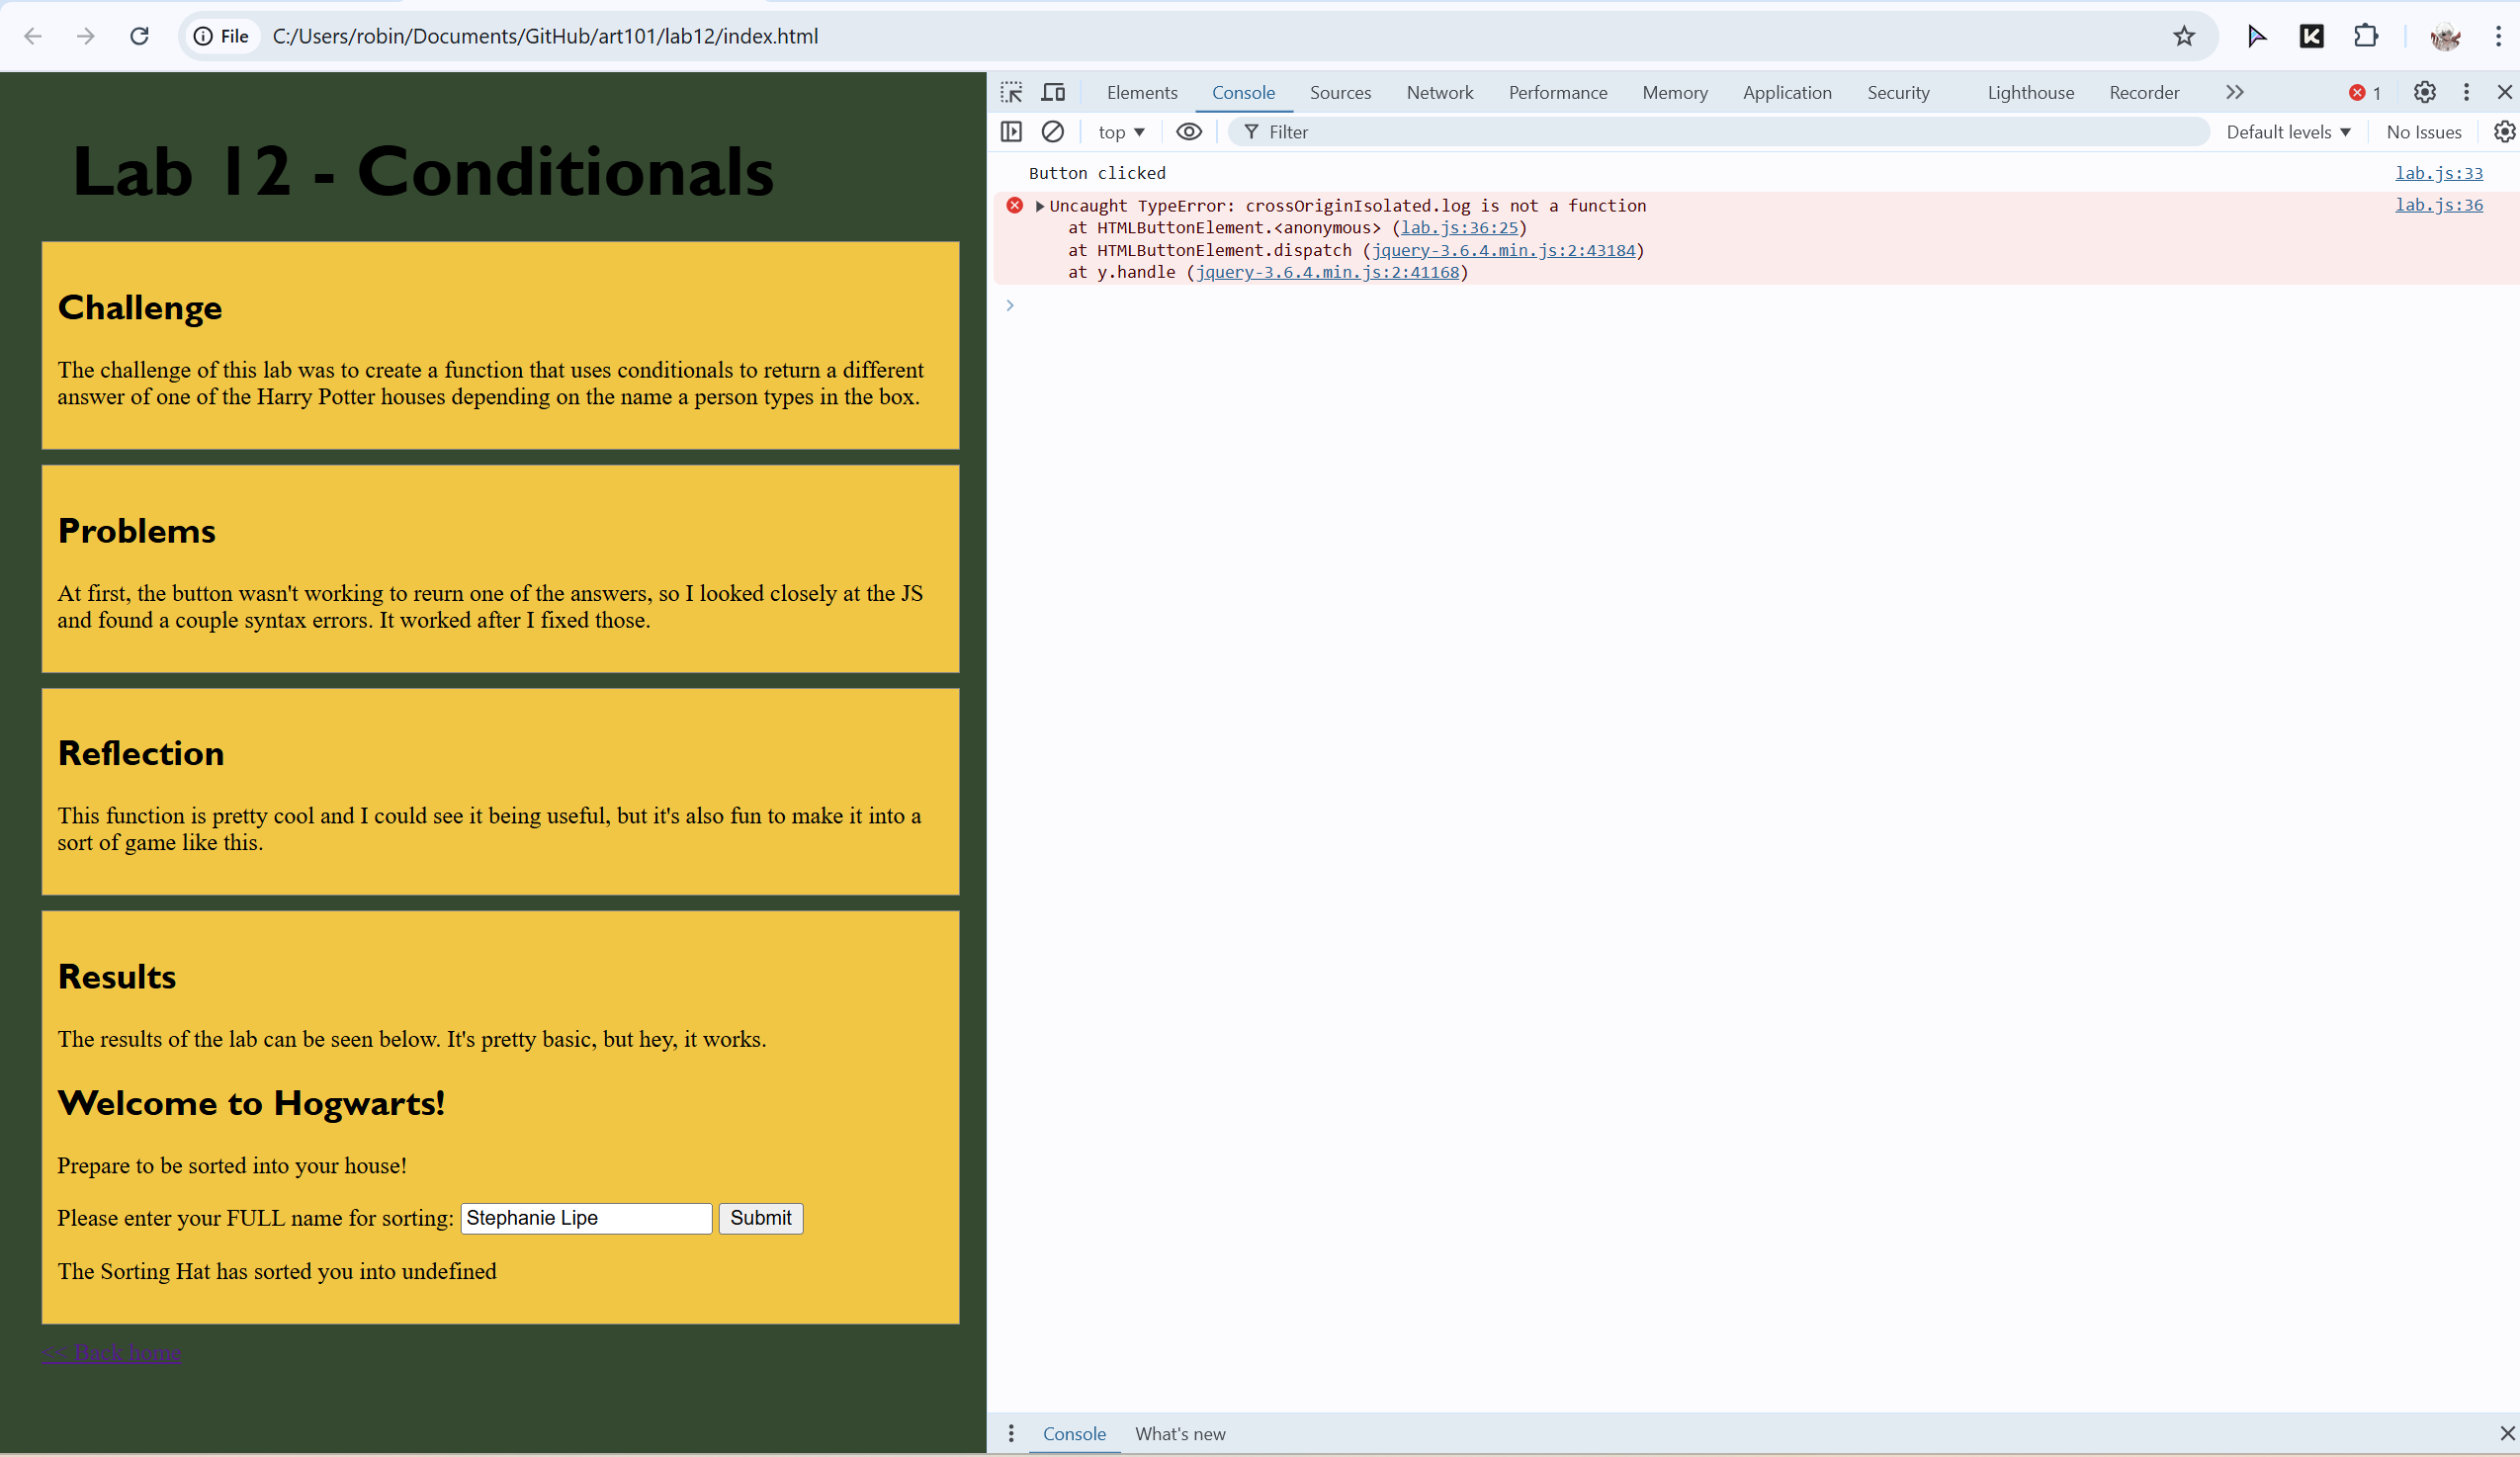 File C:/Users/robin/Documents/GitHub/art101/lab12/index.html
Elements Console Sources Network Performance Memory Application Security Lighthouse Recorder 1
top Filter Default levels No Issues
Button clicked lab.js:33
Uncaught TypeError: crossOriginIsolated.log is not a function lab.js:36
at HTMLButtonElement.<anonymous> (lab.js:36:25)
at HTMLButtonElement.dispatch (jquery-3.6.4.min.js:2:43184)
at y.handle (jquery-3.6.4.min.js:2:41168)
Lab 12 - Conditionals
Challenge
The challenge of this lab was to create a function that uses conditionals to return a different
answer of one of the Harry Potter houses depending on the name a person types in the box.
Problems
At first, the button wasn't working to reurn one of the answers, so I looked closely at the JS
and found a couple syntax errors. It worked after I fixed those.
Reflection
This function is pretty cool and I could see it being useful, but it's also fun to make it into a
sort of game like this.
Results
The results of the lab can be seen below. It's pretty basic, but hey, it works.
Welcome to Hogwarts!
Prepare to be sorted into your house!
Please enter your FULL name for sorting: Stephanie Lipe Submit
The Sorting Hat has sorted you into undefined
<< Back home
Console What's new